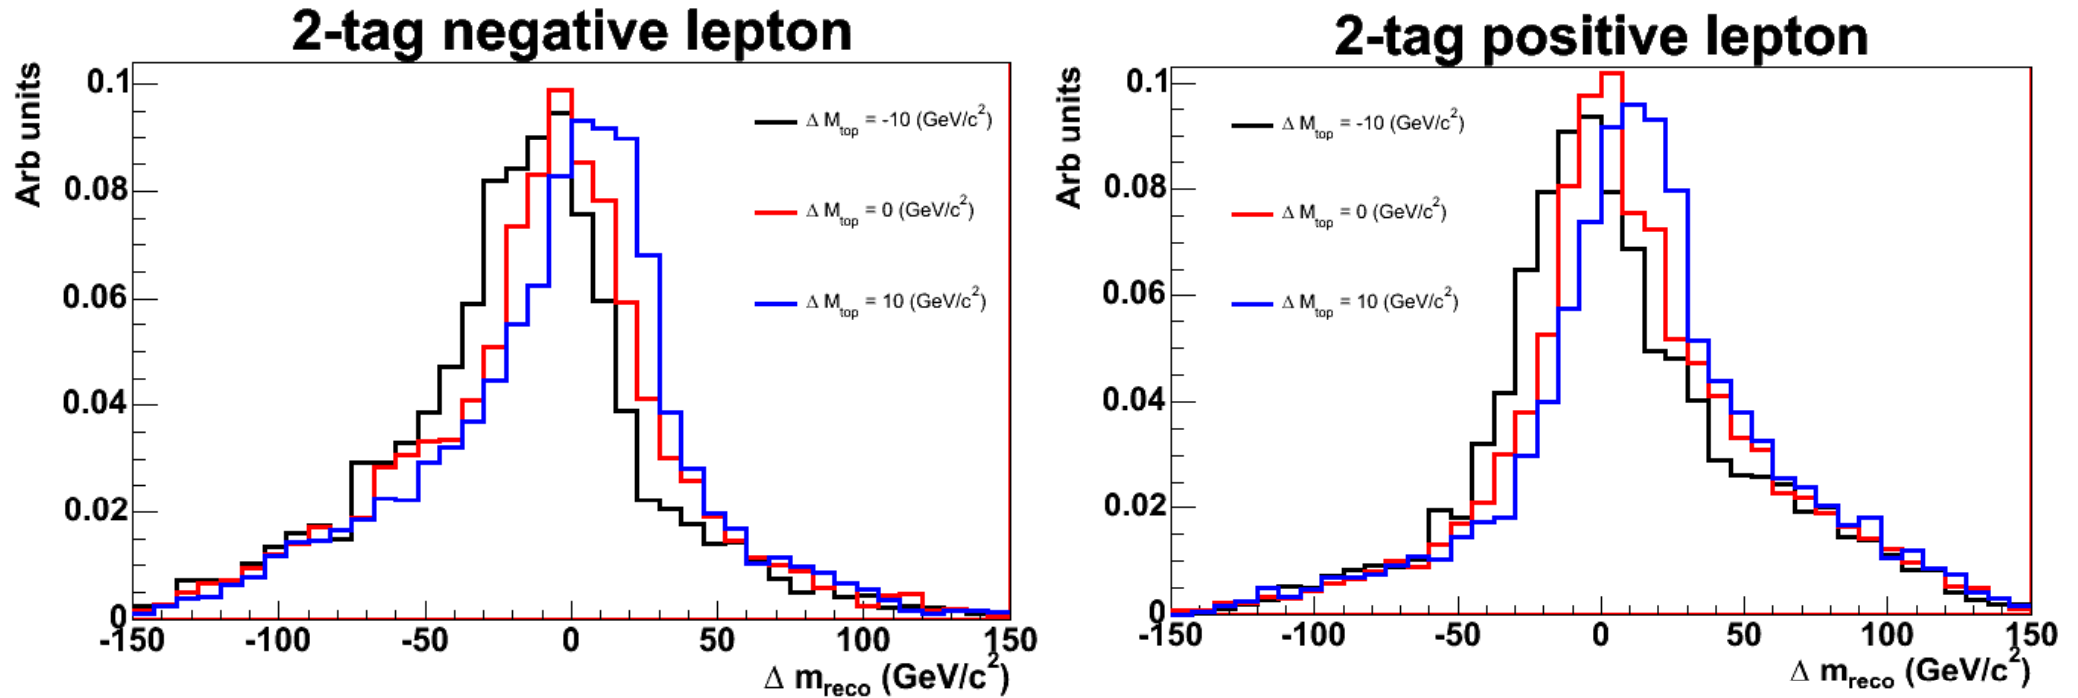 2-tag negative lepton
Arb units
0.1
0.08
0.06
0.04
0.02
0
-150 -100 -50 0 50 100 150
Δ M_top = -10 (GeV/c²)
Δ M_top = 0 (GeV/c²)
Δ M_top = 10 (GeV/c²)
Δ m_reco (GeV/c²)
2-tag positive lepton
Arb units
0.1
0.08
0.06
0.04
0.02
0
-150 -100 -50 0 50 100 150
Δ M_top = -10 (GeV/c²)
Δ M_top = 0 (GeV/c²)
Δ M_top = 10 (GeV/c²)
Δ m_reco (GeV/c²)